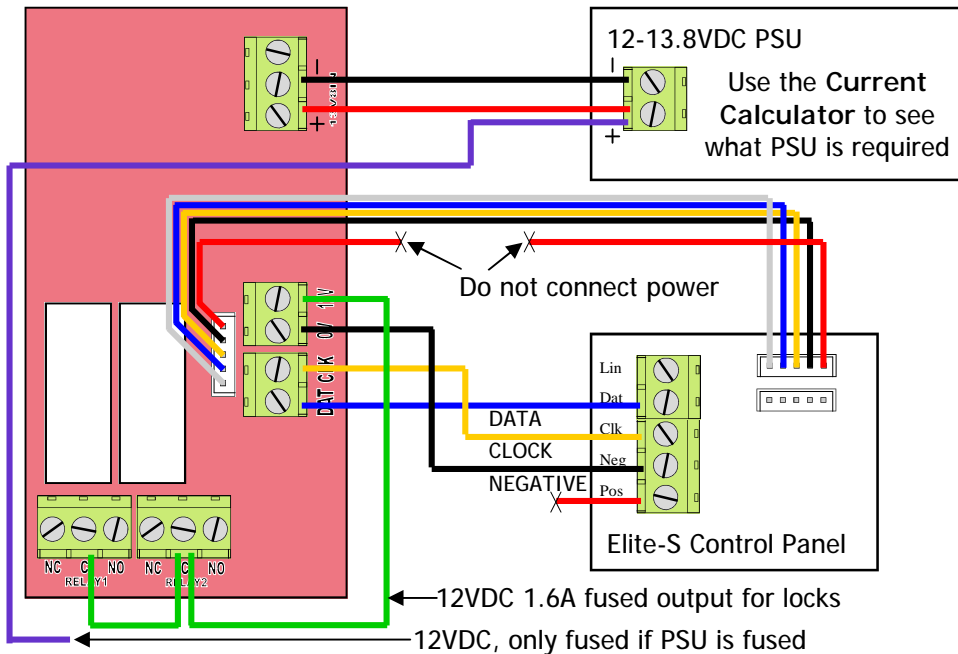 12-13.8VDC PSU
Use the Current
Calculator to see
what PSU is required
−
+
−
+
Do not connect power
0V
DAT
CLK
Lin
Dat
Clk
Neg
Pos
DATA
CLOCK
NEGATIVE
Elite-S Control Panel
NC
C
NO
NC
C
NO
RELAY1
RELAY2
12VDC 1.6A fused output for locks
12VDC, only fused if PSU is fused